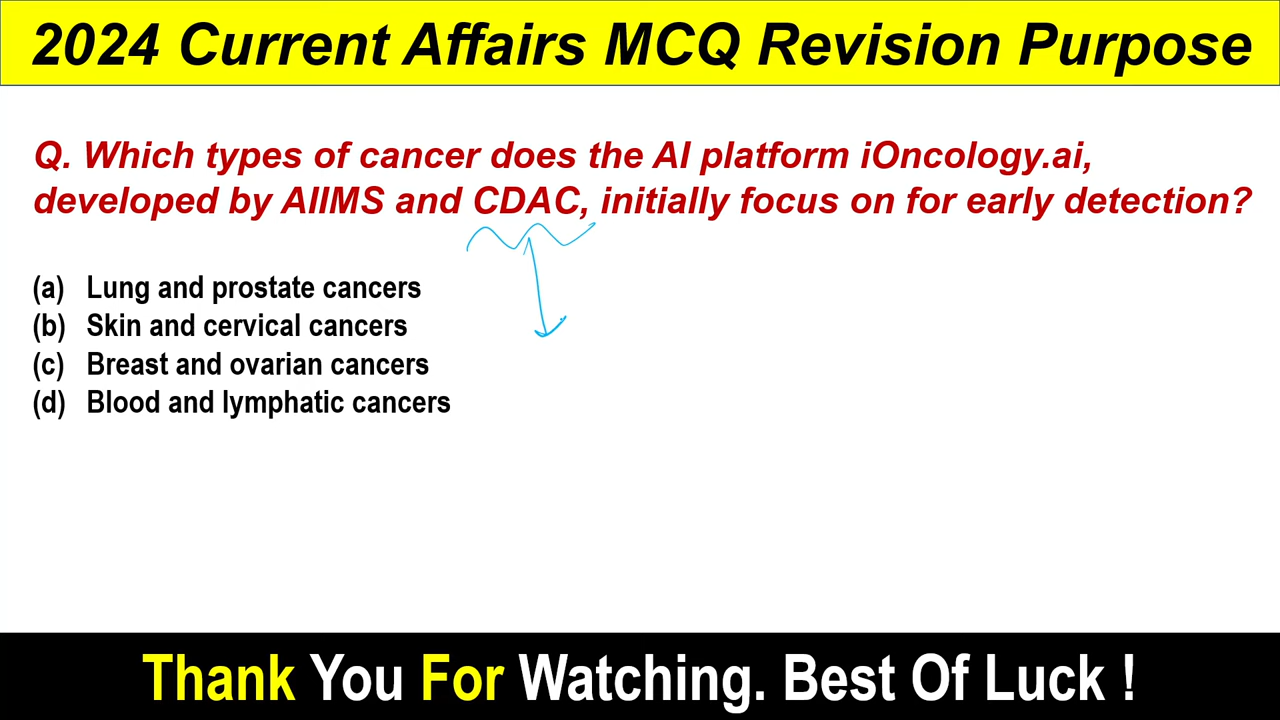 2024 Current Affairs MCQ Revision Purpose
Q. Which types of cancer does the AI platform iOncology.ai,
developed by AIIMS and CDAC, initially focus on for early detection?
(a) Lung and prostate cancers
(b) Skin and cervical cancers
(c) Breast and ovarian cancers
(d) Blood and lymphatic cancers
Thank You For Watching. Best Of Luck !